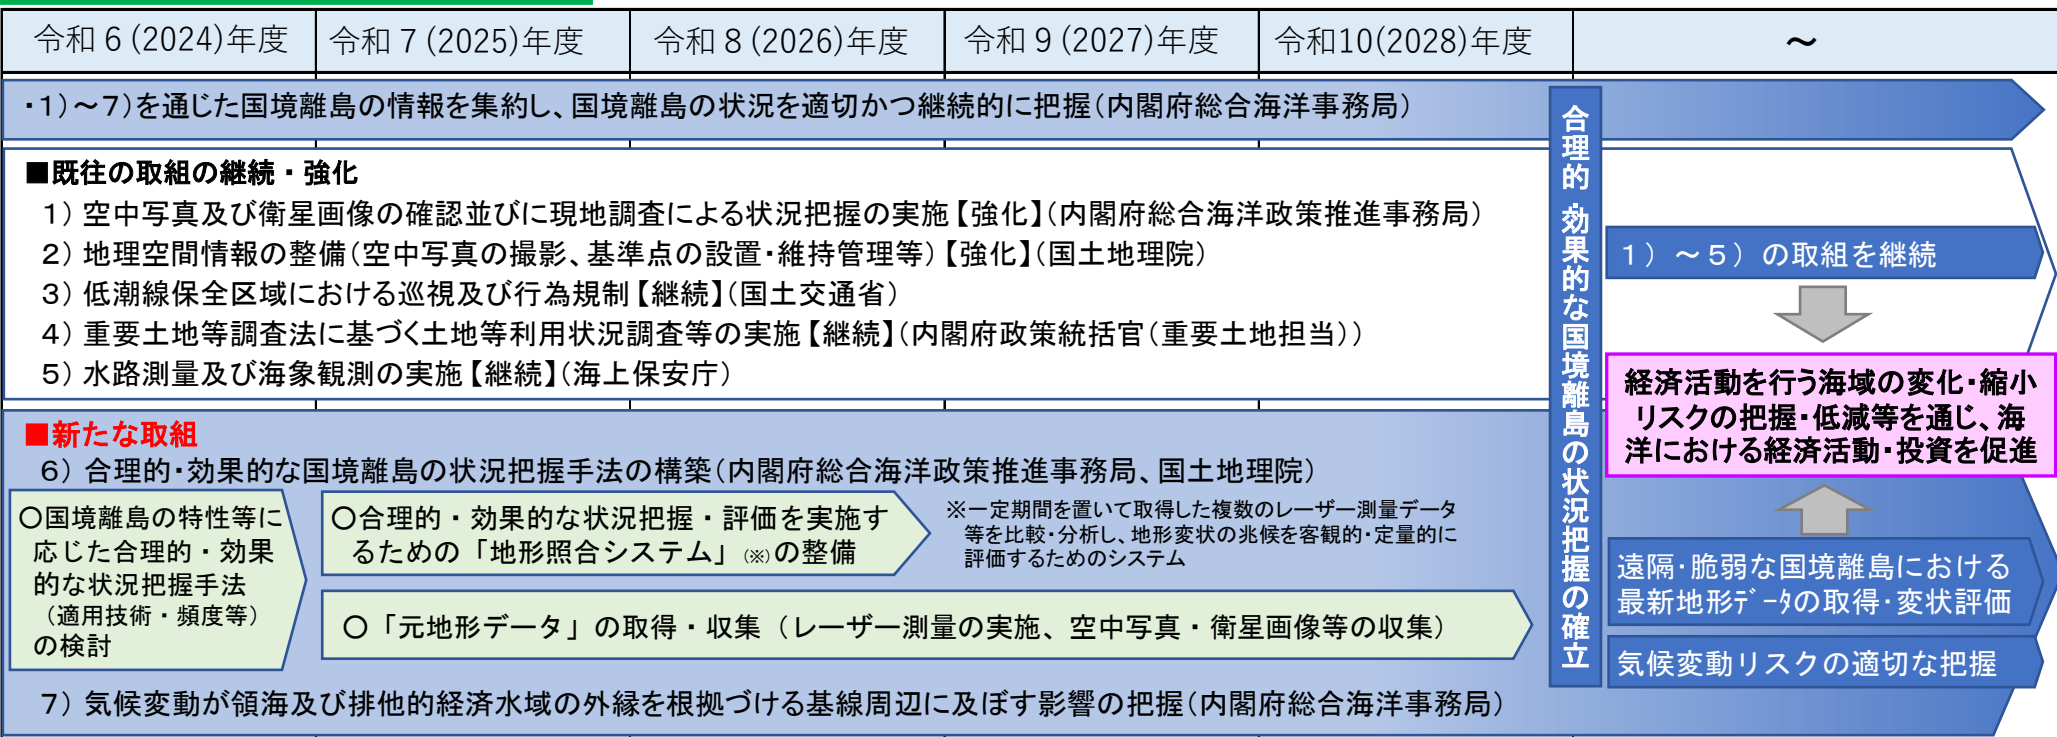 令和６(2024)年度
令和７(2025)年度
令和８(2026)年度
令和９(2027)年度
令和10(2028)年度
～
・1)～7)を通じた国境離島の情報を集約し、国境離島の状況を適切かつ継続的に把握(内閣府総合海洋事務局)
■既往の取組の継続・強化
1) 空中写真及び衛星画像の確認並びに現地調査による状況把握の実施【強化】(内閣府総合海洋政策推進事務局)
2) 地理空間情報の整備(空中写真の撮影、基準点の設置・維持管理等)【強化】(国土地理院)
3) 低潮線保全区域における巡視及び行為規制【継続】(国土交通省)
4) 重要土地等調査法に基づく土地等利用状況調査等の実施【継続】(内閣府政策統括官(重要土地担当))
5) 水路測量及び海象観測の実施【継続】(海上保安庁)
■新たな取組
6) 合理的・効果的な国境離島の状況把握手法の構築(内閣府総合海洋政策推進事務局、国土地理院)
〇国境離島の特性等に
応じた合理的・効果
的な状況把握手法
（適用技術・頻度等）
の検討
〇合理的・効果的な状況把握・評価を実施す
るための「地形照合システム」(※)の整備
※一定期間を置いて取得した複数のレーザー測量データ
等を比較・分析し、地形変状の兆候を客観的・定量的に
評価するためのシステム
〇「元地形データ」の取得・収集（レーザー測量の実施、空中写真・衛星画像等の収集）
7) 気候変動が領海及び排他的経済水域の外縁を根拠づける基線周辺に及ぼす影響の把握(内閣府総合海洋事務局)
合理的・効果的な国境離島の状況把握の確立
１）～５）の取組を継続
経済活動を行う海域の変化・縮小
リスクの把握・低減等を通じ、海
洋における経済活動・投資を促進
遠隔・脆弱な国境離島における
最新地形ﾃﾞｰﾀの取得・変状評価
気候変動リスクの適切な把握